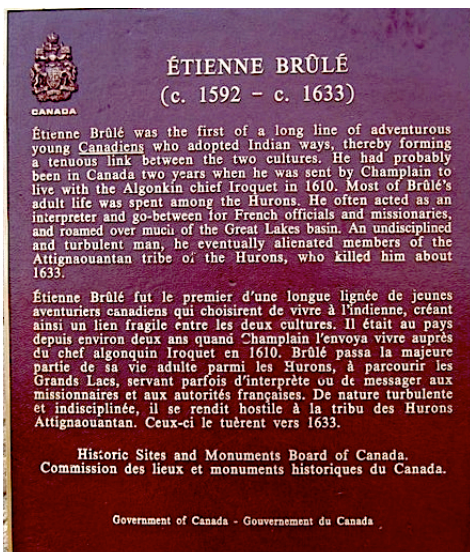 CANADA
ÉTIENNE BRÛLÉ
(c. 1592 – c. 1633)
Étienne Brûlé was the first of a long line of adventurous
young Canadiens who adopted Indian ways, thereby forming
a tenuous link between the two cultures. He had probably
been in Canada two years when he was sent by Champlain to
live with the Algonkin chief Iroquet in 1610. Most of Brûlé's
adult life was spent among the Hurons. He often acted as an
interpreter and go-between for French officials and missionaries,
and roamed over much of the Great Lakes basin. An undisciplined
and turbulent man, he eventually alienated members of the
Attignaouantan tribe of the Hurons, who killed him about
1633.
Étienne Brûlé fut le premier d'une longue lignée de jeunes
aventuriers canadiens qui choisirent de vivre à l'indienne, créant
ainsi un lien fragile entre les deux cultures. Il était au pays
depuis environ deux ans quand Champlain l'envoya vivre auprès
du chef algonquin Iroquet en 1610. Brûlé passa la majeure
partie de sa vie adulte parmi les Hurons, à parcourir les
Grands Lacs, servant parfois d'interprète ou de messager aux
missionnaires et aux autorités françaises. De nature turbulente
et indisciplinée, il se rendit hostile à la tribu des Hurons
Attignaouantan. Ceux-ci le tuèrent vers 1633.
Historic Sites and Monuments Board of Canada.
Commission des lieux et monuments historiques du Canada.
Government of Canada – Gouvernement du Canada